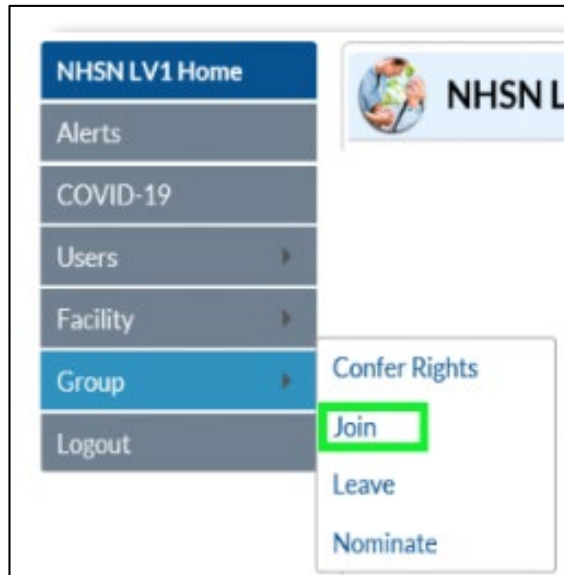 NHSN LV1 Home
NHSN L
Alerts
COVID-19
Users
Facility
Group
Confer Rights
Join
Logout
Leave
Nominate